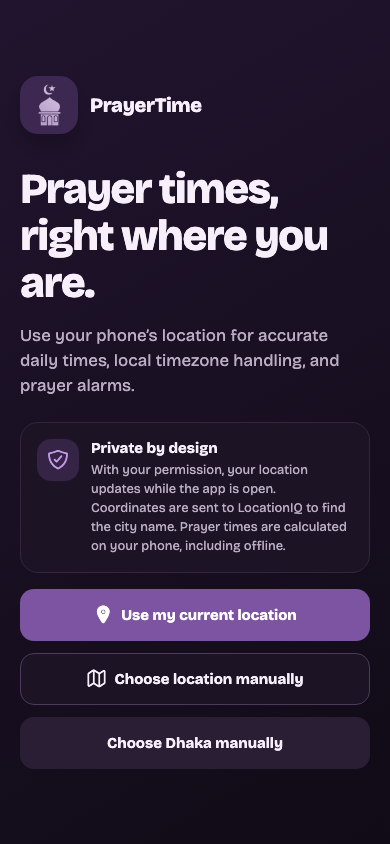 PrayerTime
Prayer times,
right where you
are.
Use your phone's location for accurate
daily times, local timezone handling, and
prayer alarms.
Private by design
With your permission, your location
updates while the app is open.
Coordinates are sent to LocationIQ to find
the city name. Prayer times are calculated
on your phone, including offline.
Use my current location
Choose location manually
Choose Dhaka manually